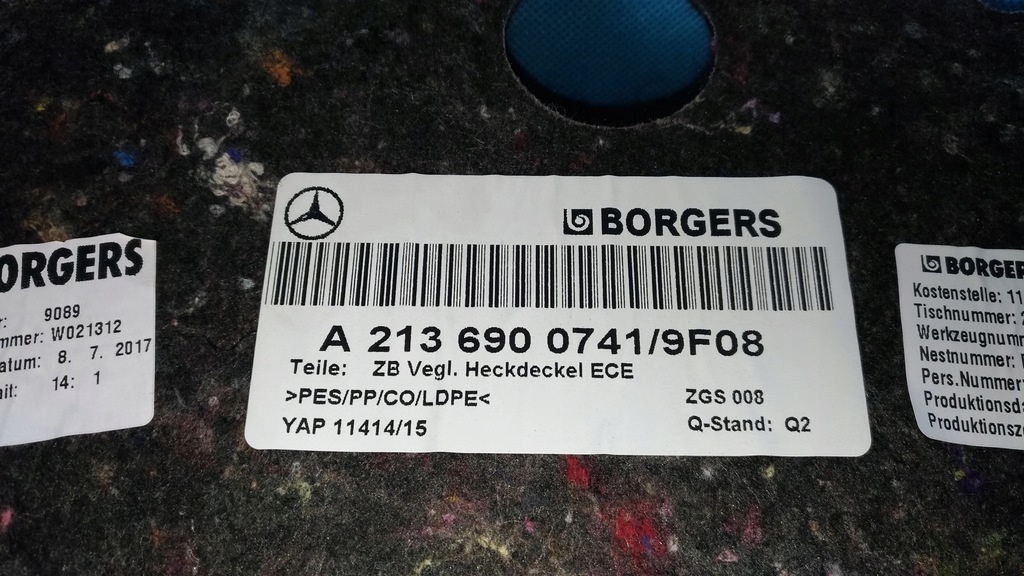 ORGERS
9089
mmer: W021312
atum: 8. 7. 2017
14: 1
BORGERS
A 213 690 0741/9F08
Teile: ZB Vegl. Heckdeckel ECE
>PES/PP/CO/LDPE<
ZGS 008
YAP 11414/15
Q-Stand: Q2
BORGER
Kostenstelle: 11
Tischnummer:
Werkzeugnum
Nestnummer:
Pers.Nummer
Produktionsd
Produktionsz